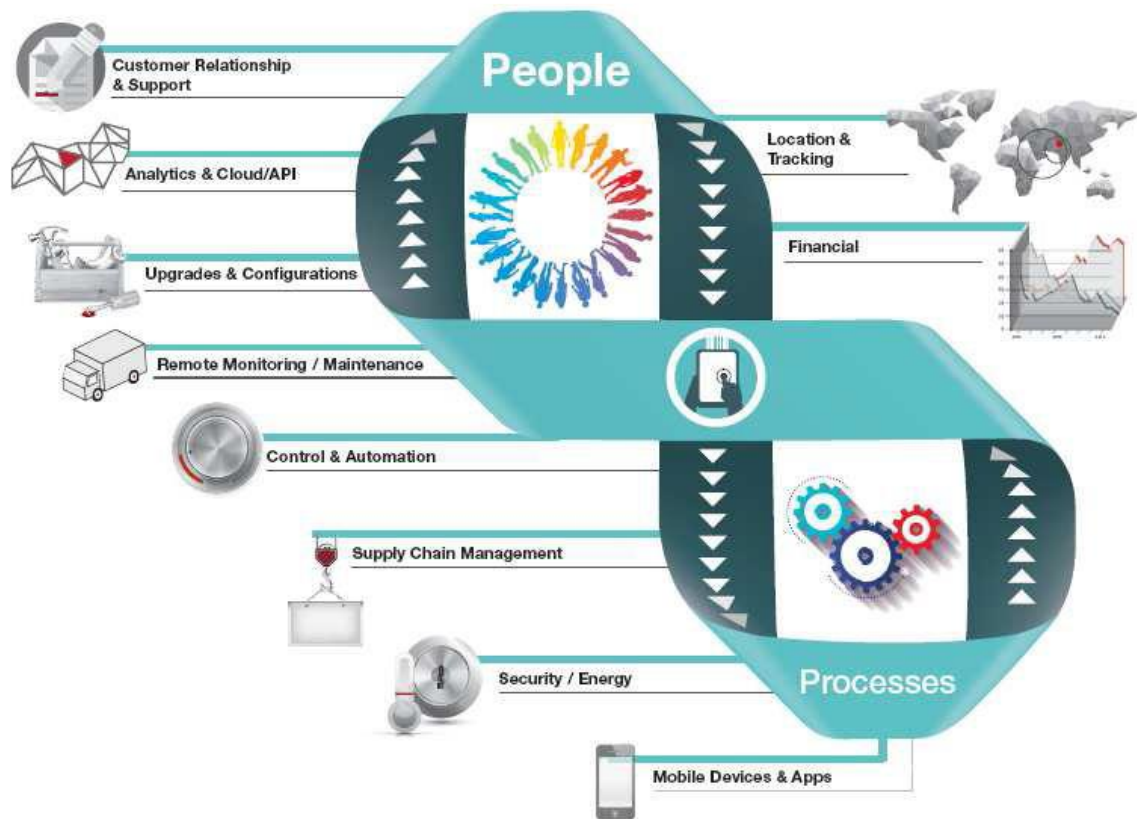 People
Customer Relationship
& Support
Location &
Tracking
Analytics & Cloud/API
Financial
Upgrades & Configurations
Remote Monitoring / Maintenance
Control & Automation
Supply Chain Management
Security / Energy
Processes
Mobile Devices & Apps